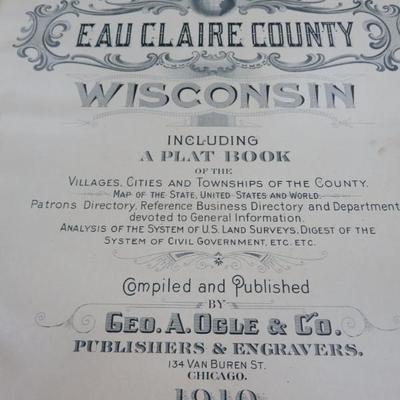 EAU CLAIRE COUNTY
WISCONSIN
INCLUDING
A PLAT BOOK
OF THE
VILLAGES, CITIES AND TOWNSHIPS OF THE COUNTY.
MAP OF THE STATE, UNITED STATES AND WORLD.
Patrons Directory, Reference Business Directory and Department
devoted to General Information.
ANALYSIS OF THE SYSTEM OF U.S. LAND SURVEYS, DIGEST OF THE
SYSTEM OF CIVIL GOVERNMENT, ETC. ETC.
Compiled and Published
BY
GEO. A. OGLE & CO.
PUBLISHERS & ENGRAVERS.
134 VAN BUREN ST.
CHICAGO.
1910